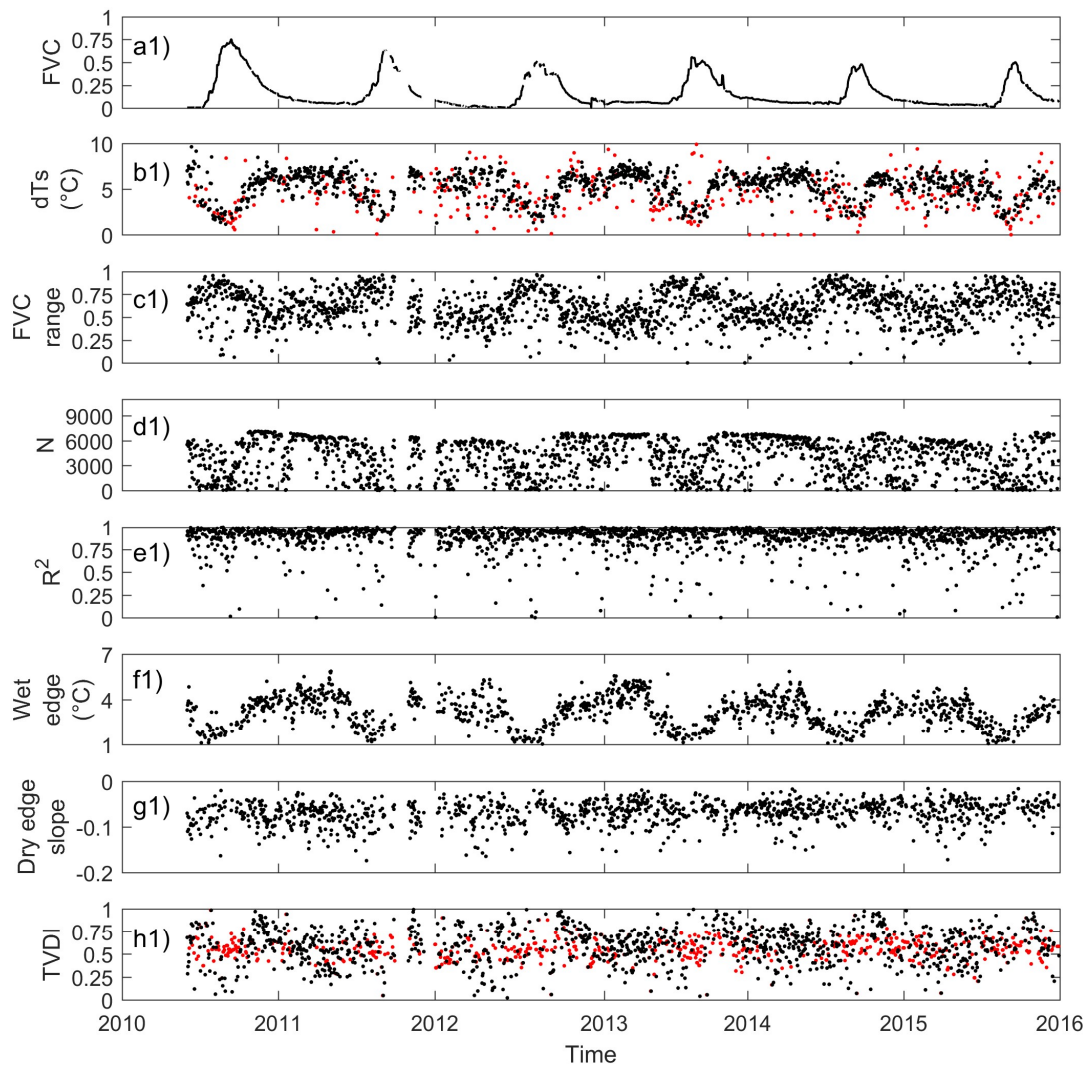 FVC
1
0.75
0.5
0.25
0
a1)
dTs
(°C)
10
5
0
b1)
FVC
range
1
0.75
0.5
0.25
0
c1)
N
9000
6000
3000
0
d1)
R2
1
0.75
0.5
0.25
0
e1)
Wet
edge
(°C)
7
4
1
f1)
Dry edge
slope
0
-0.1
-0.2
g1)
TVDI
1
0.75
0.5
0.25
0
h1)
2010 2011 2012 2013 2014 2015 2016
Time